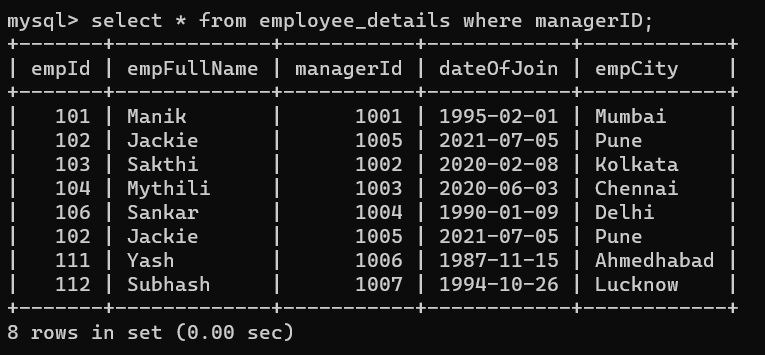 mysql> select * from employee_details where managerID;
+-------+-------------+-----------+------------+------------+
| empId | empFullName | managerId | dateOfJoin | empCity    |
+-------+-------------+-----------+------------+------------+
|   101 | Manik       |      1001 | 1995-02-01 | Mumbai     |
|   102 | Jackie      |      1005 | 2021-07-05 | Pune       |
|   103 | Sakthi      |      1002 | 2020-02-08 | Kolkata    |
|   104 | Mythili     |      1003 | 2020-06-03 | Chennai    |
|   106 | Sankar      |      1004 | 1990-01-09 | Delhi      |
|   102 | Jackie      |      1005 | 2021-07-05 | Pune       |
|   111 | Yash        |      1006 | 1987-11-15 | Ahmedhabad |
|   112 | Subhash     |      1007 | 1994-10-26 | Lucknow    |
+-------+-------------+-----------+------------+------------+
8 rows in set (0.00 sec)